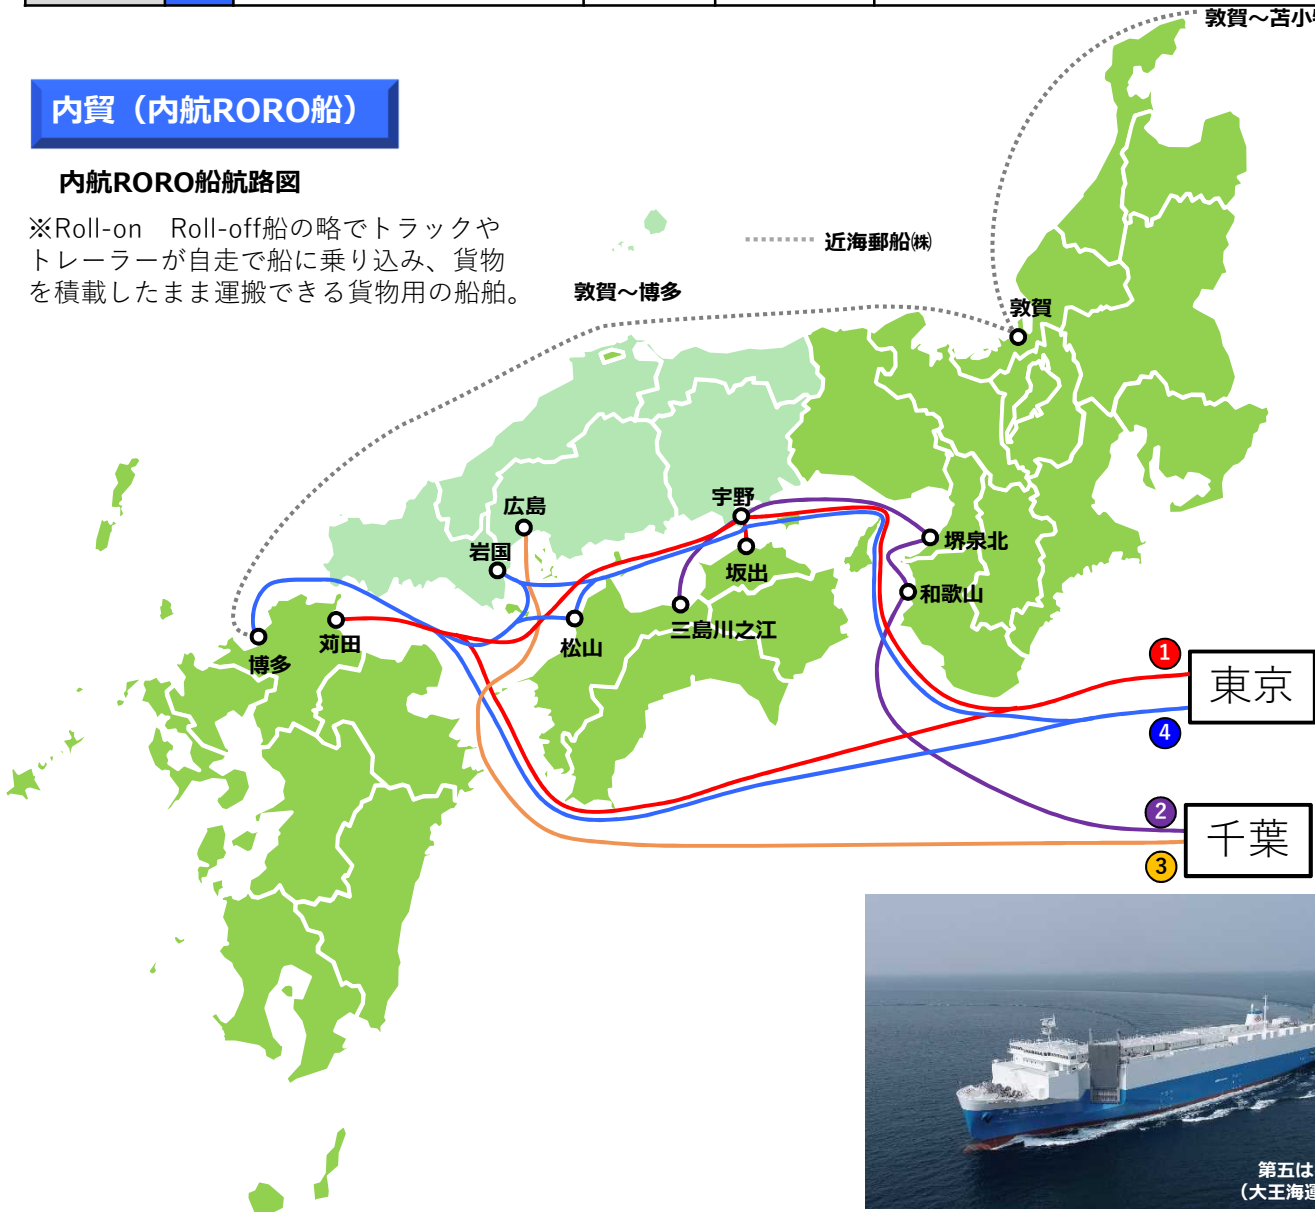 敦賀～苫小
内貿（内航RORO船）
内航RORO船航路図
※Roll-on　Roll-off船の略でトラックや
トレーラーが自走で船に乗り込み、貨物
を積載したまま運搬できる貨物用の船舶。
近海郵船㈱
敦賀～博多
敦賀
広島
宇野
岩国
堺泉北
坂出
和歌山
三島川之江
苅田
松山
博多
1
東京
4
2
千葉
3
第五は
（大王海運